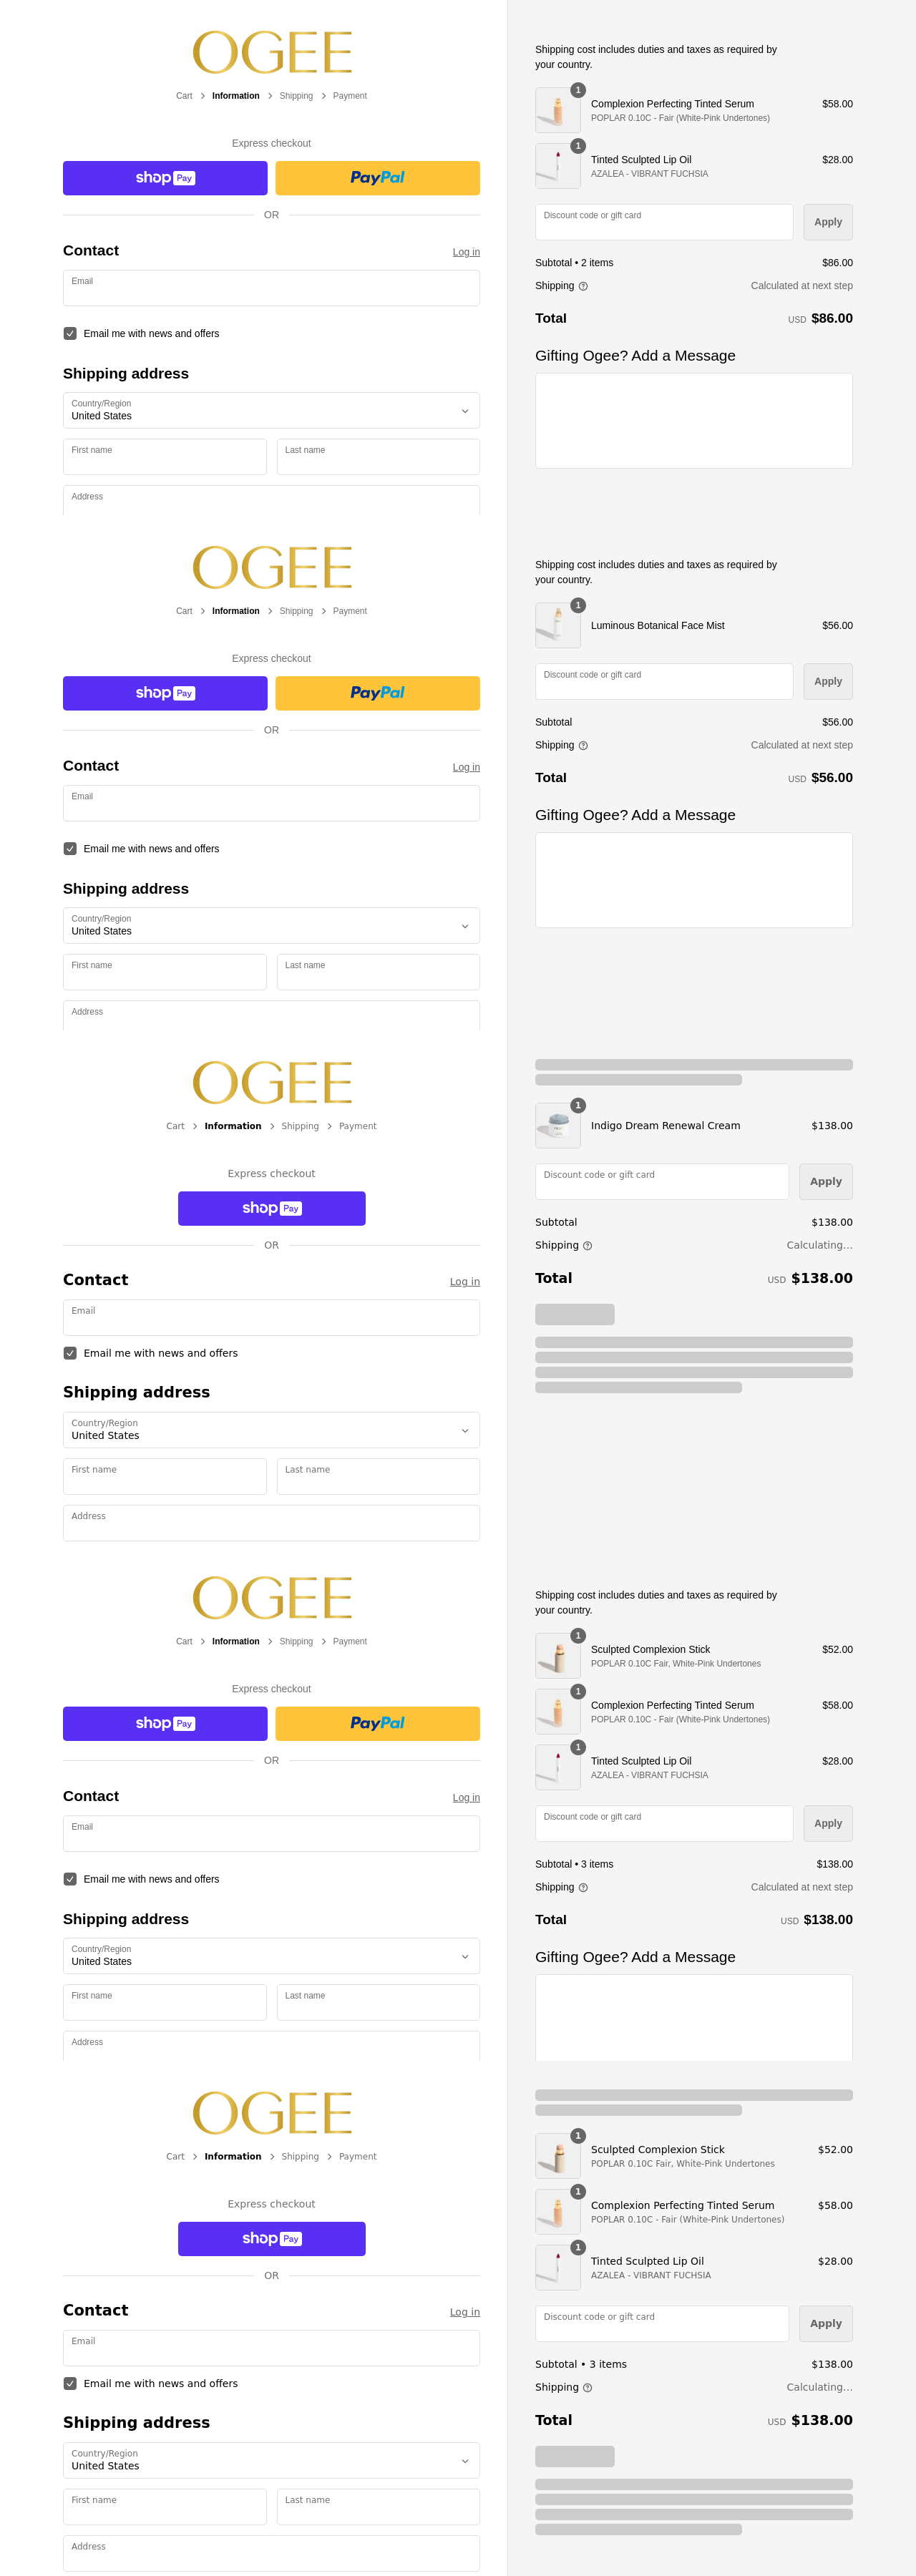 OGEE
Cart > Information > Shipping > Payment
Express checkout
shop Pay
PayPal
OR
Contact
Log in
Email
Email me with news and offers
Shipping address
Country/Region
United States
First name
Last name
Address
Shipping cost includes duties and taxes as required by
your country.
1
Complexion Perfecting Tinted Serum $58.00
POPLAR 0.10C - Fair (White-Pink Undertones)
1
Tinted Sculpted Lip Oil $28.00
AZALEA - VIBRANT FUCHSIA
Discount code or gift card
Apply
Subtotal • 2 items $86.00
Shipping Calculated at next step
Total USD $86.00
Gifting Ogee? Add a Message
OGEE
Cart > Information > Shipping > Payment
Express checkout
shop Pay
PayPal
OR
Contact
Log in
Email
Email me with news and offers
Shipping address
Country/Region
United States
First name
Last name
Address
Shipping cost includes duties and taxes as required by
your country.
1
Luminous Botanical Face Mist $56.00
Discount code or gift card
Apply
Subtotal $56.00
Shipping Calculated at next step
Total USD $56.00
Gifting Ogee? Add a Message
OGEE
Cart > Information > Shipping > Payment
Express checkout
shop Pay
OR
Contact
Log in
Email
Email me with news and offers
Shipping address
Country/Region
United States
First name
Last name
Address
1
Indigo Dream Renewal Cream $138.00
Discount code or gift card
Apply
Subtotal $138.00
Shipping Calculating...
Total USD $138.00
OGEE
Cart > Information > Shipping > Payment
Express checkout
shop Pay
PayPal
OR
Contact
Log in
Email
Email me with news and offers
Shipping address
Country/Region
United States
First name
Last name
Address
Shipping cost includes duties and taxes as required by
your country.
1
Sculpted Complexion Stick $52.00
POPLAR 0.10C Fair, White-Pink Undertones
1
Complexion Perfecting Tinted Serum $58.00
POPLAR 0.10C - Fair (White-Pink Undertones)
1
Tinted Sculpted Lip Oil $28.00
AZALEA - VIBRANT FUCHSIA
Discount code or gift card
Apply
Subtotal • 3 items $138.00
Shipping Calculated at next step
Total USD $138.00
Gifting Ogee? Add a Message
OGEE
Cart > Information > Shipping > Payment
Express checkout
shop Pay
OR
Contact
Log in
Email
Email me with news and offers
Shipping address
Country/Region
United States
First name
Last name
Address
1
Sculpted Complexion Stick $52.00
POPLAR 0.10C Fair, White-Pink Undertones
1
Complexion Perfecting Tinted Serum $58.00
POPLAR 0.10C - Fair (White-Pink Undertones)
1
Tinted Sculpted Lip Oil $28.00
AZALEA - VIBRANT FUCHSIA
Discount code or gift card
Apply
Subtotal • 3 items $138.00
Shipping Calculating...
Total USD $138.00